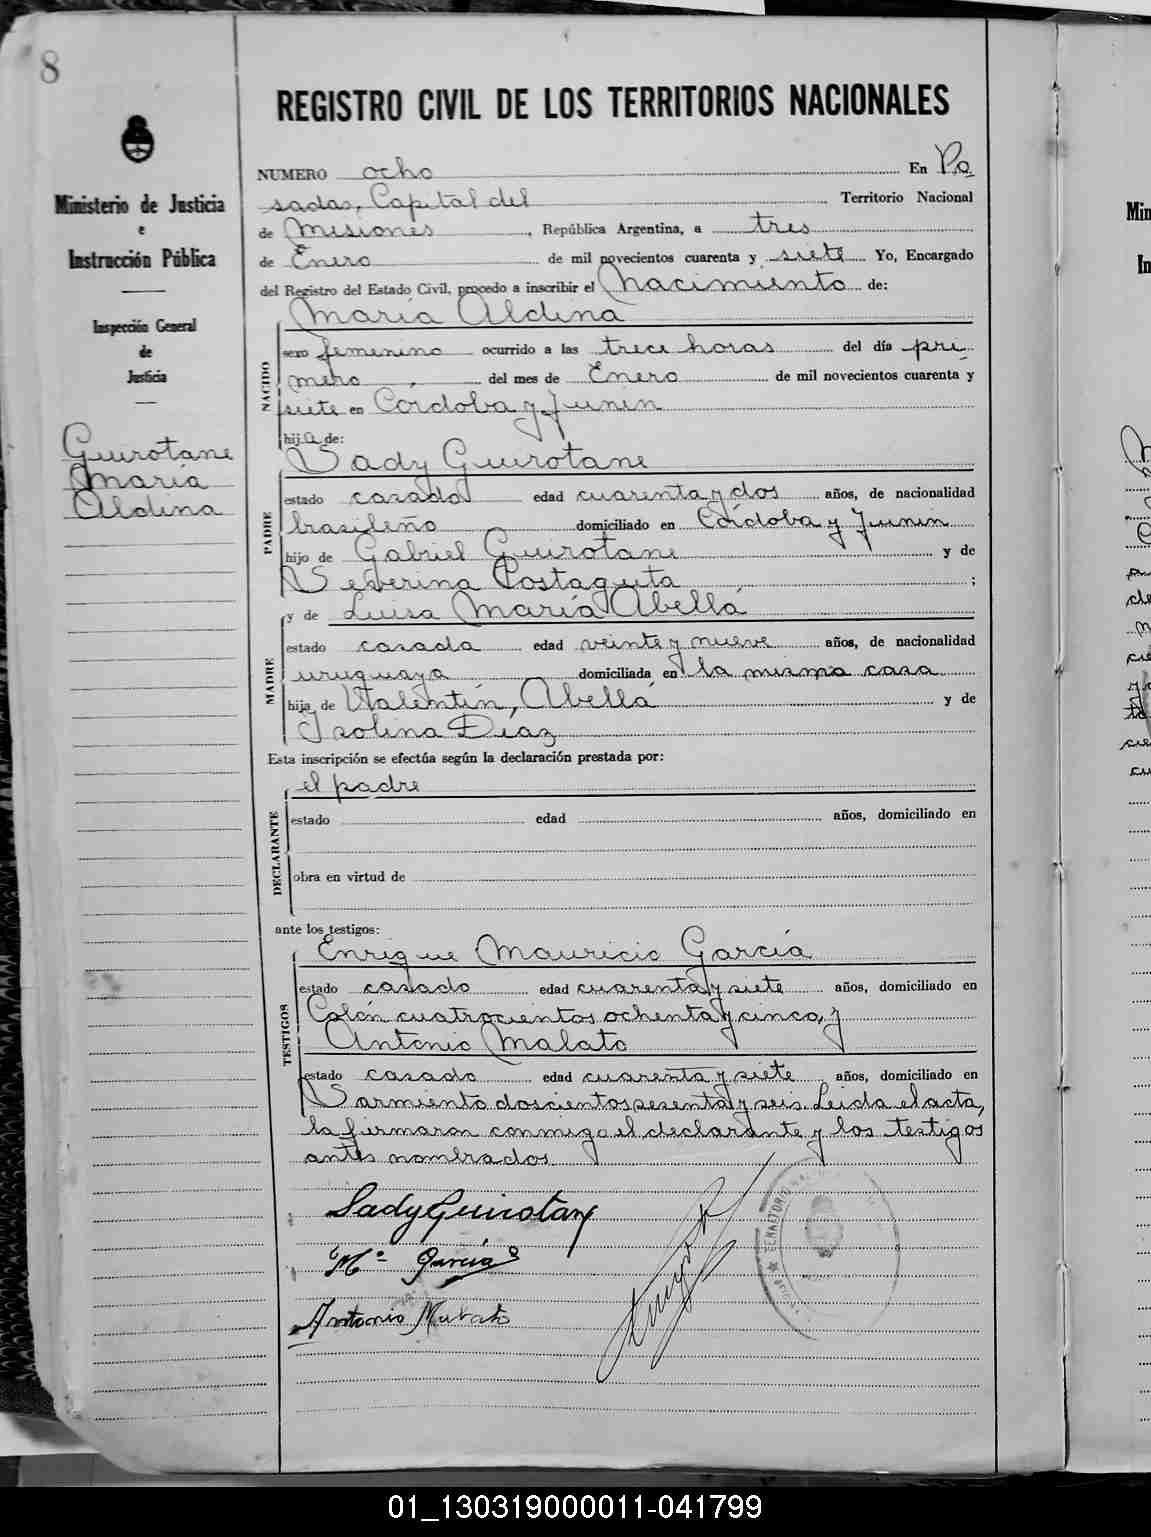 8
REGISTRO CIVIL DE LOS TERRITORIOS NACIONALES
Ministerio de Justicia
e
Instrucción Pública
Inspección General
de
Justicia
Guirotane
María
Aldina
NUMERO ocho En Po
sadas, Capital del Territorio Nacional
de Misiones, República Argentina, a tres
de Enero de mil novecientos cuarenta y siete Yo, Encargado
del Registro del Estado Civil, procedo a inscribir el Nacimiento de:
María Aldina
NACIDO
sexo femenino ocurrido a las trece horas del día pri
mero, del mes de Enero de mil novecientos cuarenta y
siete en Córdoba y Junín
hija de:
Sady Guirotane
PADRE
estado casado edad cuarenta y dos años, de nacionalidad
brasileño domiciliado en Córdoba y Junín
hijo de Gabriel Guirotane y de
Severina Postaguta ;
y de Luisa María Abellá
MADRE
estado casada edad veinte y nueve años, de nacionalidad
uruguaya domiciliada en la misma casa
hija de Valentín, Abellá y de
Isolina Díaz
Esta inscripción se efectúa según la declaración prestada por:
el padre
DECLARANTE
estado edad años, domiciliado en
obra en virtud de
ante los testigos:
Enrique Mauricio García
TESTIGOS
estado casado edad cuarenta y siete años, domiciliado en
Colón cuatrocientos ochenta y cinco, y
Antonio Malato
estado casado edad cuarenta y siete años, domiciliado en
Sarmiento doscientos sesenta y seis. Leida el acta,
la firmaron conmigo el declarante y los testigos
antes nombrados.
Sady Guirotane
Mº García
Antonio Malato
01_130319000011-041799